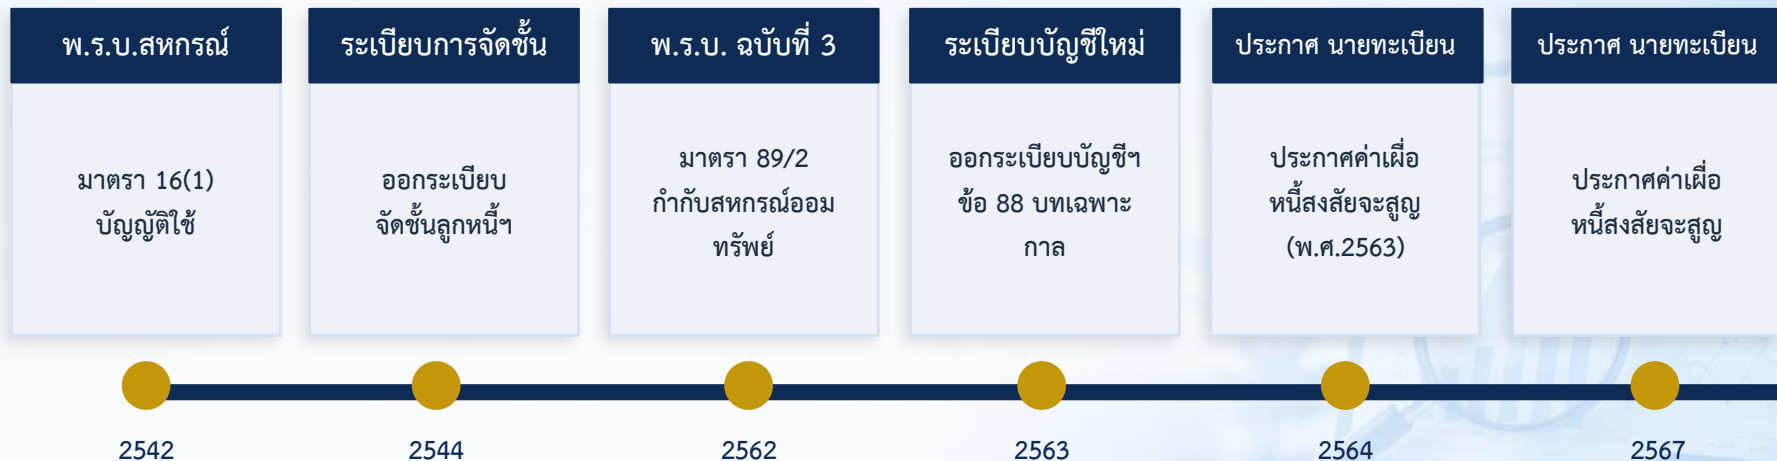 พ.ร.บ.สหกรณ์
มาตรา 16(1)
บัญญัติใช้
2542
ระเบียบการจัดชั้น
ออกระเบียบ
จัดชั้นลูกหนี้ฯ
2544
พ.ร.บ. ฉบับที่ 3
มาตรา 89/2
กำกับสหกรณ์ออม
ทรัพย์
2562
ระเบียบบัญชีใหม่
ออกระเบียบบัญชีฯ
ข้อ 88 บทเฉพาะ
กาล
2563
ประกาศ นายทะเบียน
ประกาศค่าเผื่อ
หนี้สงสัยจะสูญ
(พ.ศ.2563)
2564
ประกาศ นายทะเบียน
ประกาศค่าเผื่อ
หนี้สงสัยจะสูญ
2567